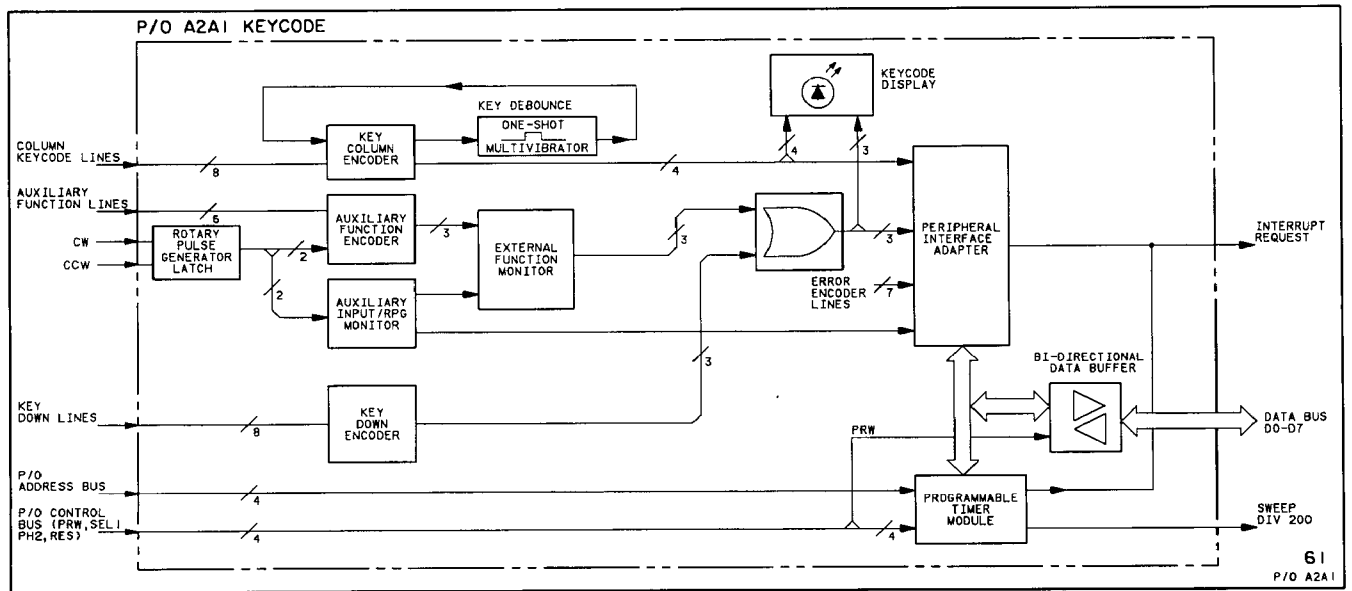 P/O A2A1 KEYCODE
KEYCODE
DISPLAY
KEY DEBOUNCE
ONE-SHOT
MULTIVIBRATOR
COLUMN
KEYCODE LINES
8
KEY
COLUMN
ENCODER
4
4
3
AUXILIARY
FUNCTION LINES
6
AUXILIARY
FUNCTION
ENCODER
3
CW
CCW
ROTARY
PULSE
GENERATOR
LATCH
2
2
EXTERNAL
FUNCTION
MONITOR
3
3
AUXILIARY
INPUT/RPG
MONITOR
ERROR
ENCODER
LINES
7
PERIPHERAL
INTERFACE
ADAPTER
INTERRUPT
REQUEST
3
BI-DIRECTIONAL
DATA BUFFER
KEY
DOWN LINES
8
KEY
DOWN
ENCODER
PRW
DATA BUS
D0-D7
P/O
ADDRESS BUS
4
P/O CONTROL
BUS (PRW,SEL1
PH2,RES)
4
4
PROGRAMMABLE
TIMER
MODULE
SWEEP
DIV 200
61
P/O A2A1